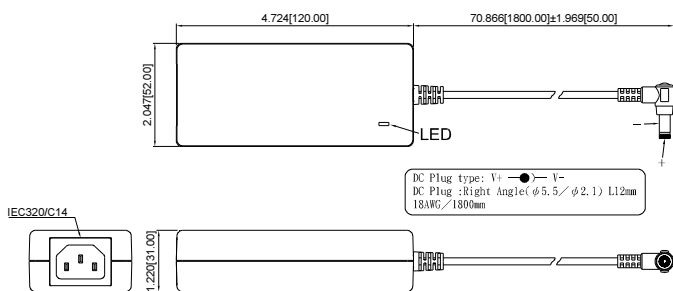 4.724[120.00]
70.866[1800.00]±1.969[50.00]
2.047[52.00]
LED
−
+
DC Plug type: V+ V-
DC Plug :Right Angle(φ5.5／φ2.1) L12mm
18AWG／1800mm
IEC320/C14
1.220[31.00]